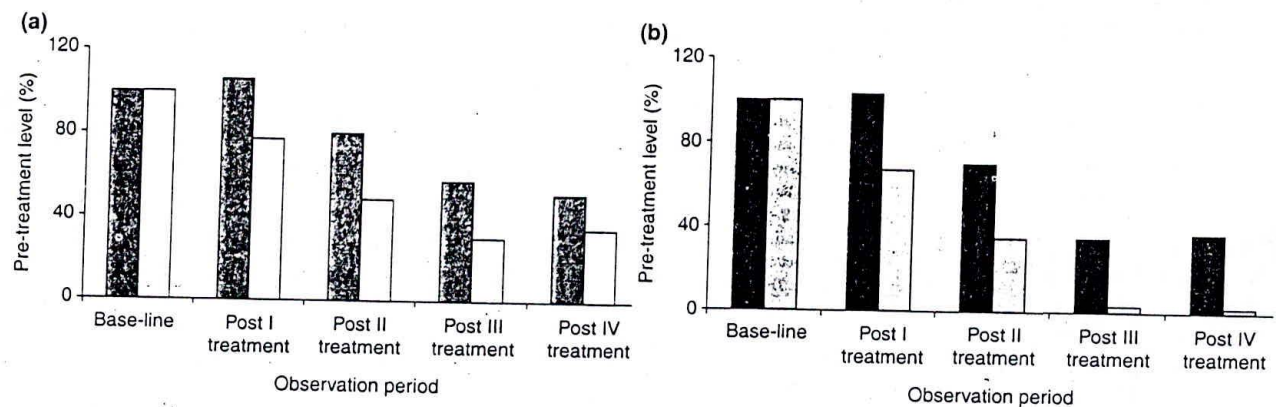 (a)
120
80
40
0
Pre-treatment level (%)
Base-line
Post I treatment
Post II treatment
Post III treatment
Post IV treatment
Observation period
(b)
120
80
40
0
Pre-treatment level (%)
Base-line
Post I treatment
Post II treatment
Post III treatment
Post IV treatment
Observation period